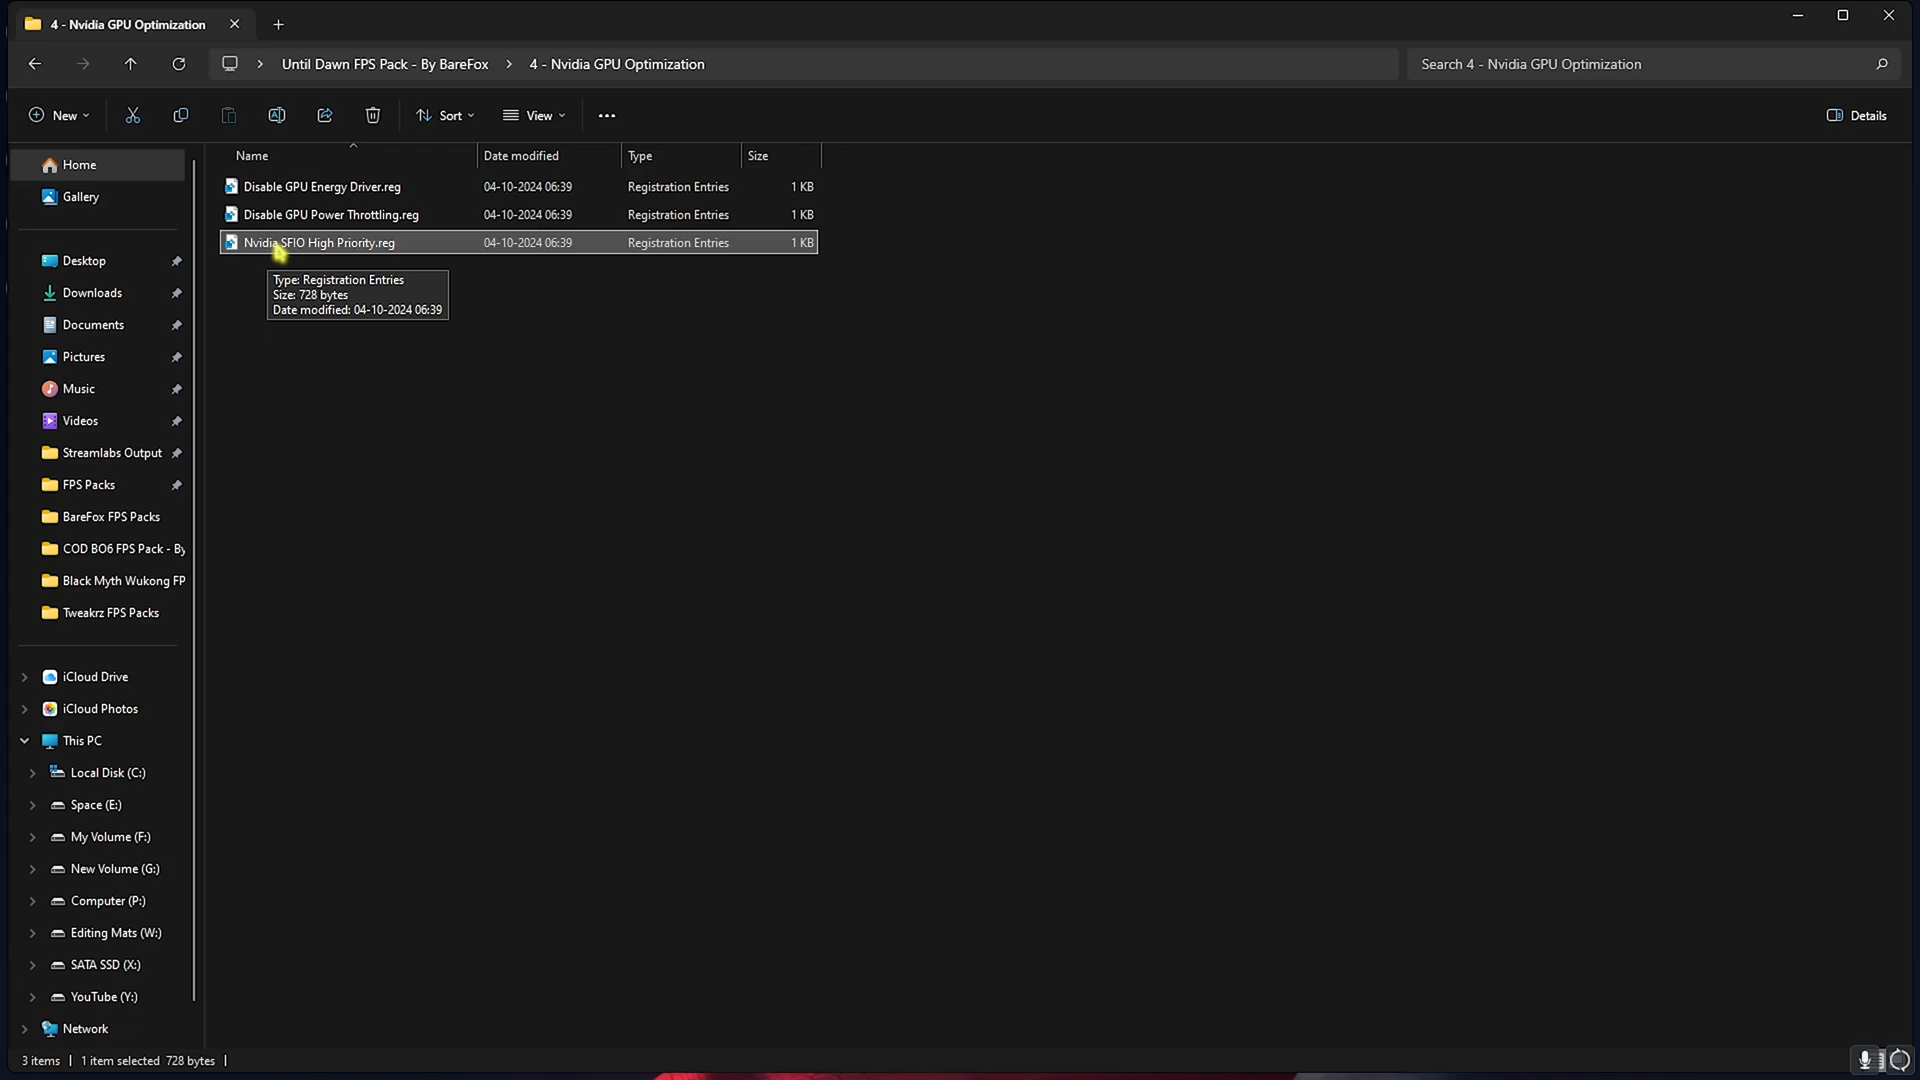 4 - Nvidia GPU Optimization
Until Dawn FPS Pack - By BareFox
4 - Nvidia GPU Optimization
Search 4 - Nvidia GPU Optimization
New
Sort
View
Details
Name
Date modified
Type
Size
Disable GPU Energy Driver.reg 04-10-2024 06:39 Registration Entries 1 KB
Disable GPU Power Throttling.reg 04-10-2024 06:39 Registration Entries 1 KB
Nvidia SFIO High Priority.reg 04-10-2024 06:39 Registration Entries 1 KB
Type: Registration Entries
Size: 728 bytes
Date modified: 04-10-2024 06:39
Home
Gallery
Desktop
Downloads
Documents
Pictures
Music
Videos
Streamlabs Output
FPS Packs
BareFox FPS Packs
COD BO6 FPS Pack - By
Black Myth Wukong FP
Tweakrz FPS Packs
iCloud Drive
iCloud Photos
This PC
Local Disk (C:)
Space (E:)
My Volume (F:)
New Volume (G:)
Computer (P:)
Editing Mats (W:)
SATA SSD (X:)
YouTube (Y:)
Network
3 items
1 item selected 728 bytes